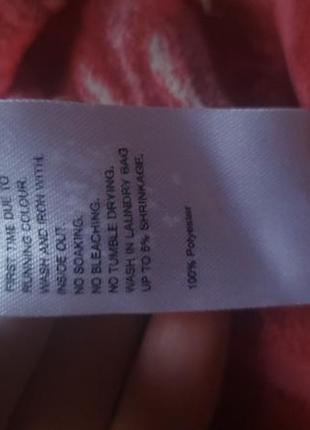 FIRST TIME DUE TO
RUNNING COLOUR.
WASH AND IRON WITH
INSIDE OUT.
NO SOAKING.
NO BLEACHING.
NO TUMBLE DRYING.
WASH IN LAUNDRY BAG
UP TO 5% SHRINKAGE.
100% Polyester